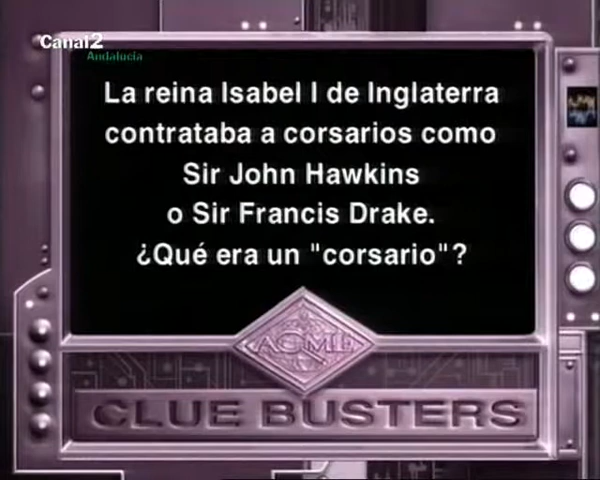 Canal2
Andalucía
La reina Isabel I de Inglaterra
contrataba a corsarios como
Sir John Hawkins
o Sir Francis Drake.
¿Qué era un "corsario"?
ACME
CLUE BUSTERS